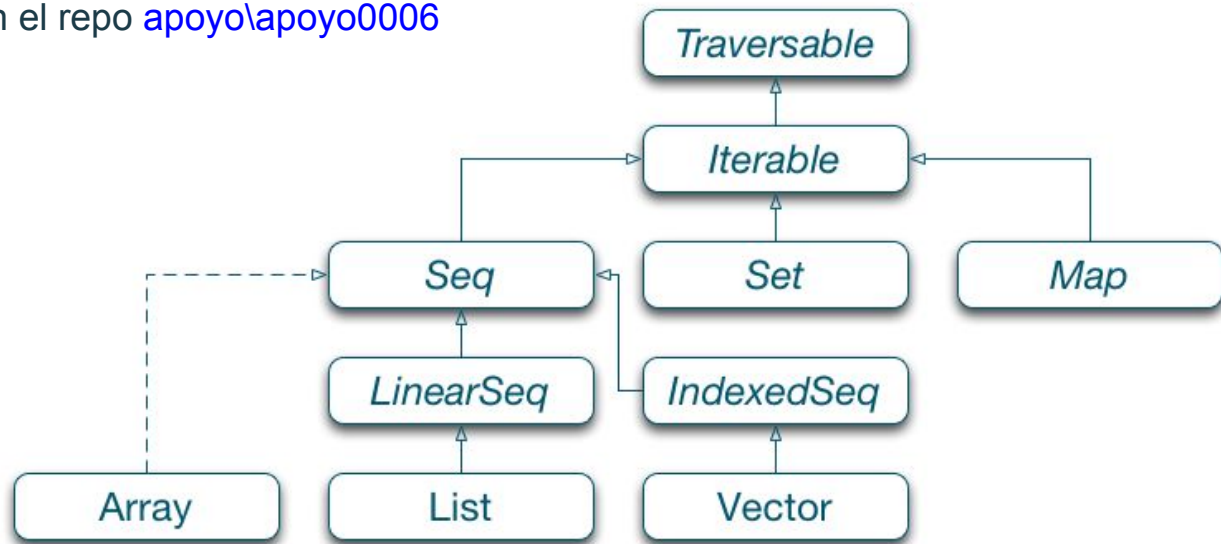 n el repo apoyo\apoyo0006
Traversable
Iterable
Seq
Set
Map
LinearSeq
IndexedSeq
Array
List
Vector